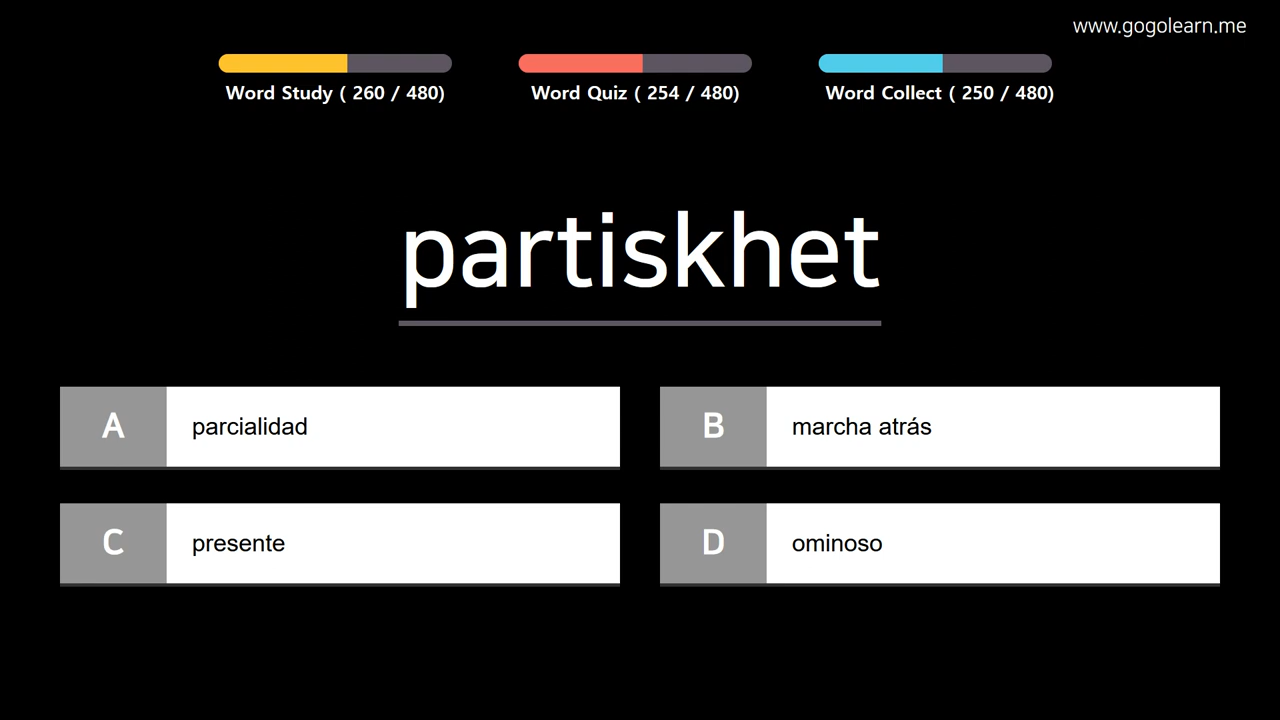 www.gogolearn.me
Word Study ( 260 / 480)
Word Quiz ( 254 / 480)
Word Collect ( 250 / 480)
partiskhet
A parcialidad
B marcha atrás
C presente
D ominoso